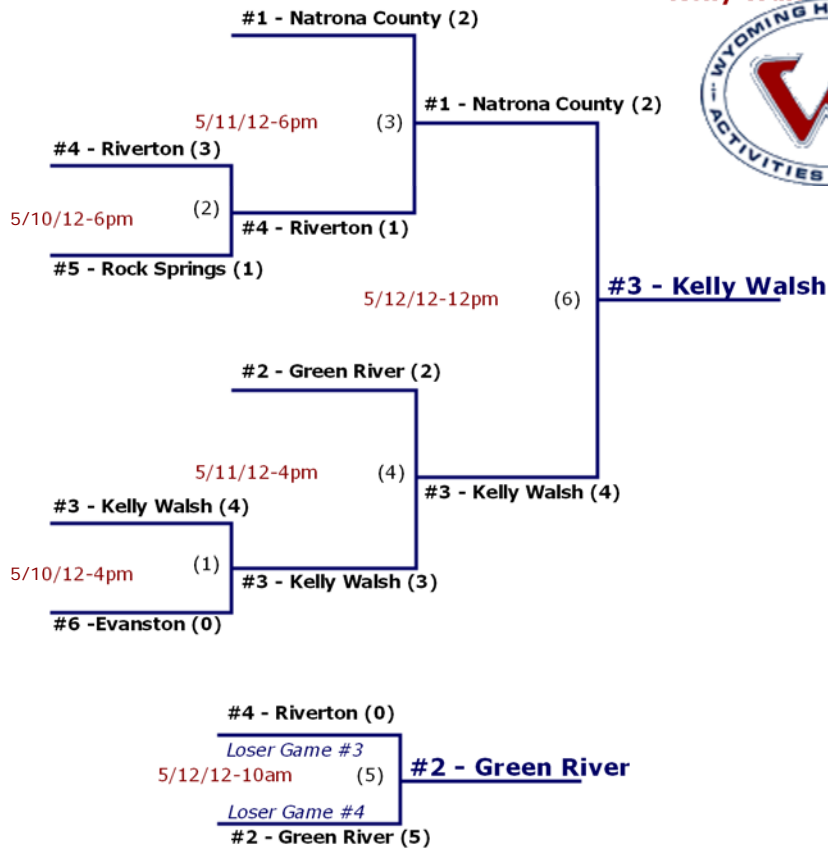 #1 - Natrona County (2)
WYOMING H
ACTIVITIES
5/11/12-6pm
(3)
#1 - Natrona County (2)
#4 - Riverton (3)
5/10/12-6pm
(2)
#4 - Riverton (1)
#5 - Rock Springs (1)
5/12/12-12pm
(6)
#3 - Kelly Walsh
#2 - Green River (2)
5/11/12-4pm
(4)
#3 - Kelly Walsh (4)
#3 - Kelly Walsh (4)
5/10/12-4pm
(1)
#3 - Kelly Walsh (3)
#6 -Evanston (0)
#4 - Riverton (0)
Loser Game #3
5/12/12-10am
(5)
#2 - Green River
Loser Game #4
#2 - Green River (5)